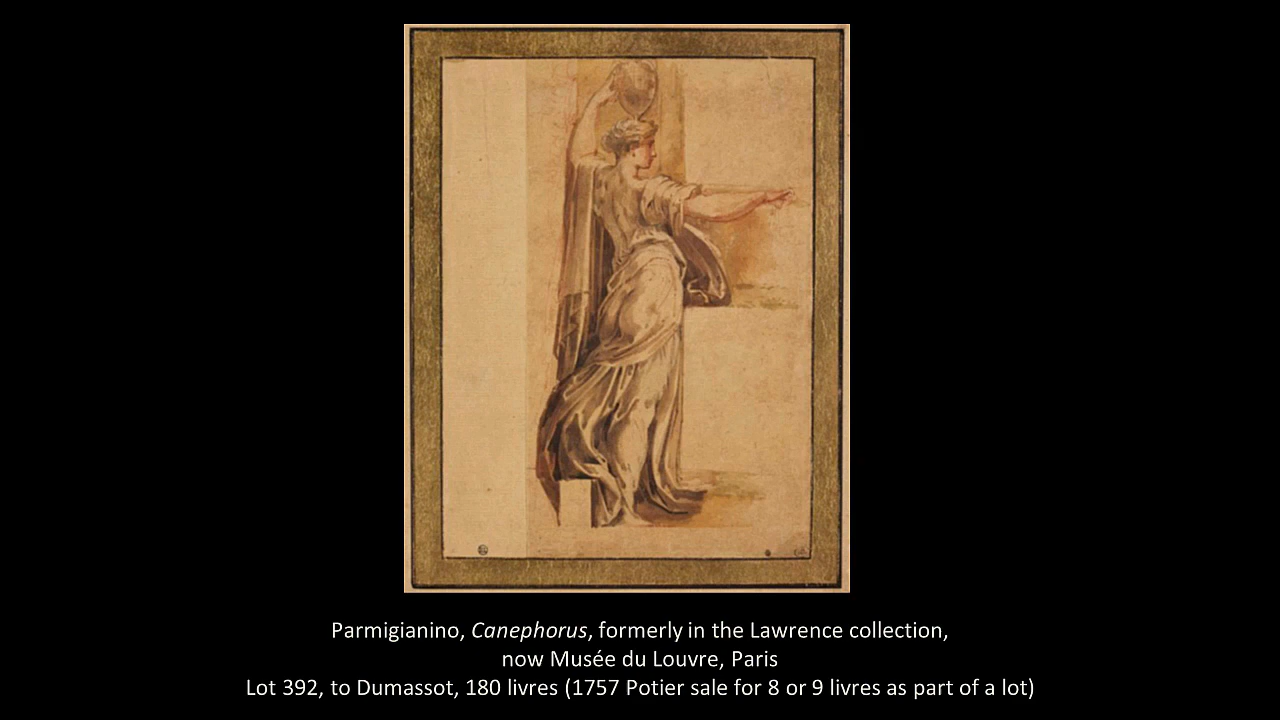 Parmigianino, Canephorus, formerly in the Lawrence collection,
now Musée du Louvre, Paris
Lot 392, to Dumassot, 180 livres (1757 Potier sale for 8 or 9 livres as part of a lot)